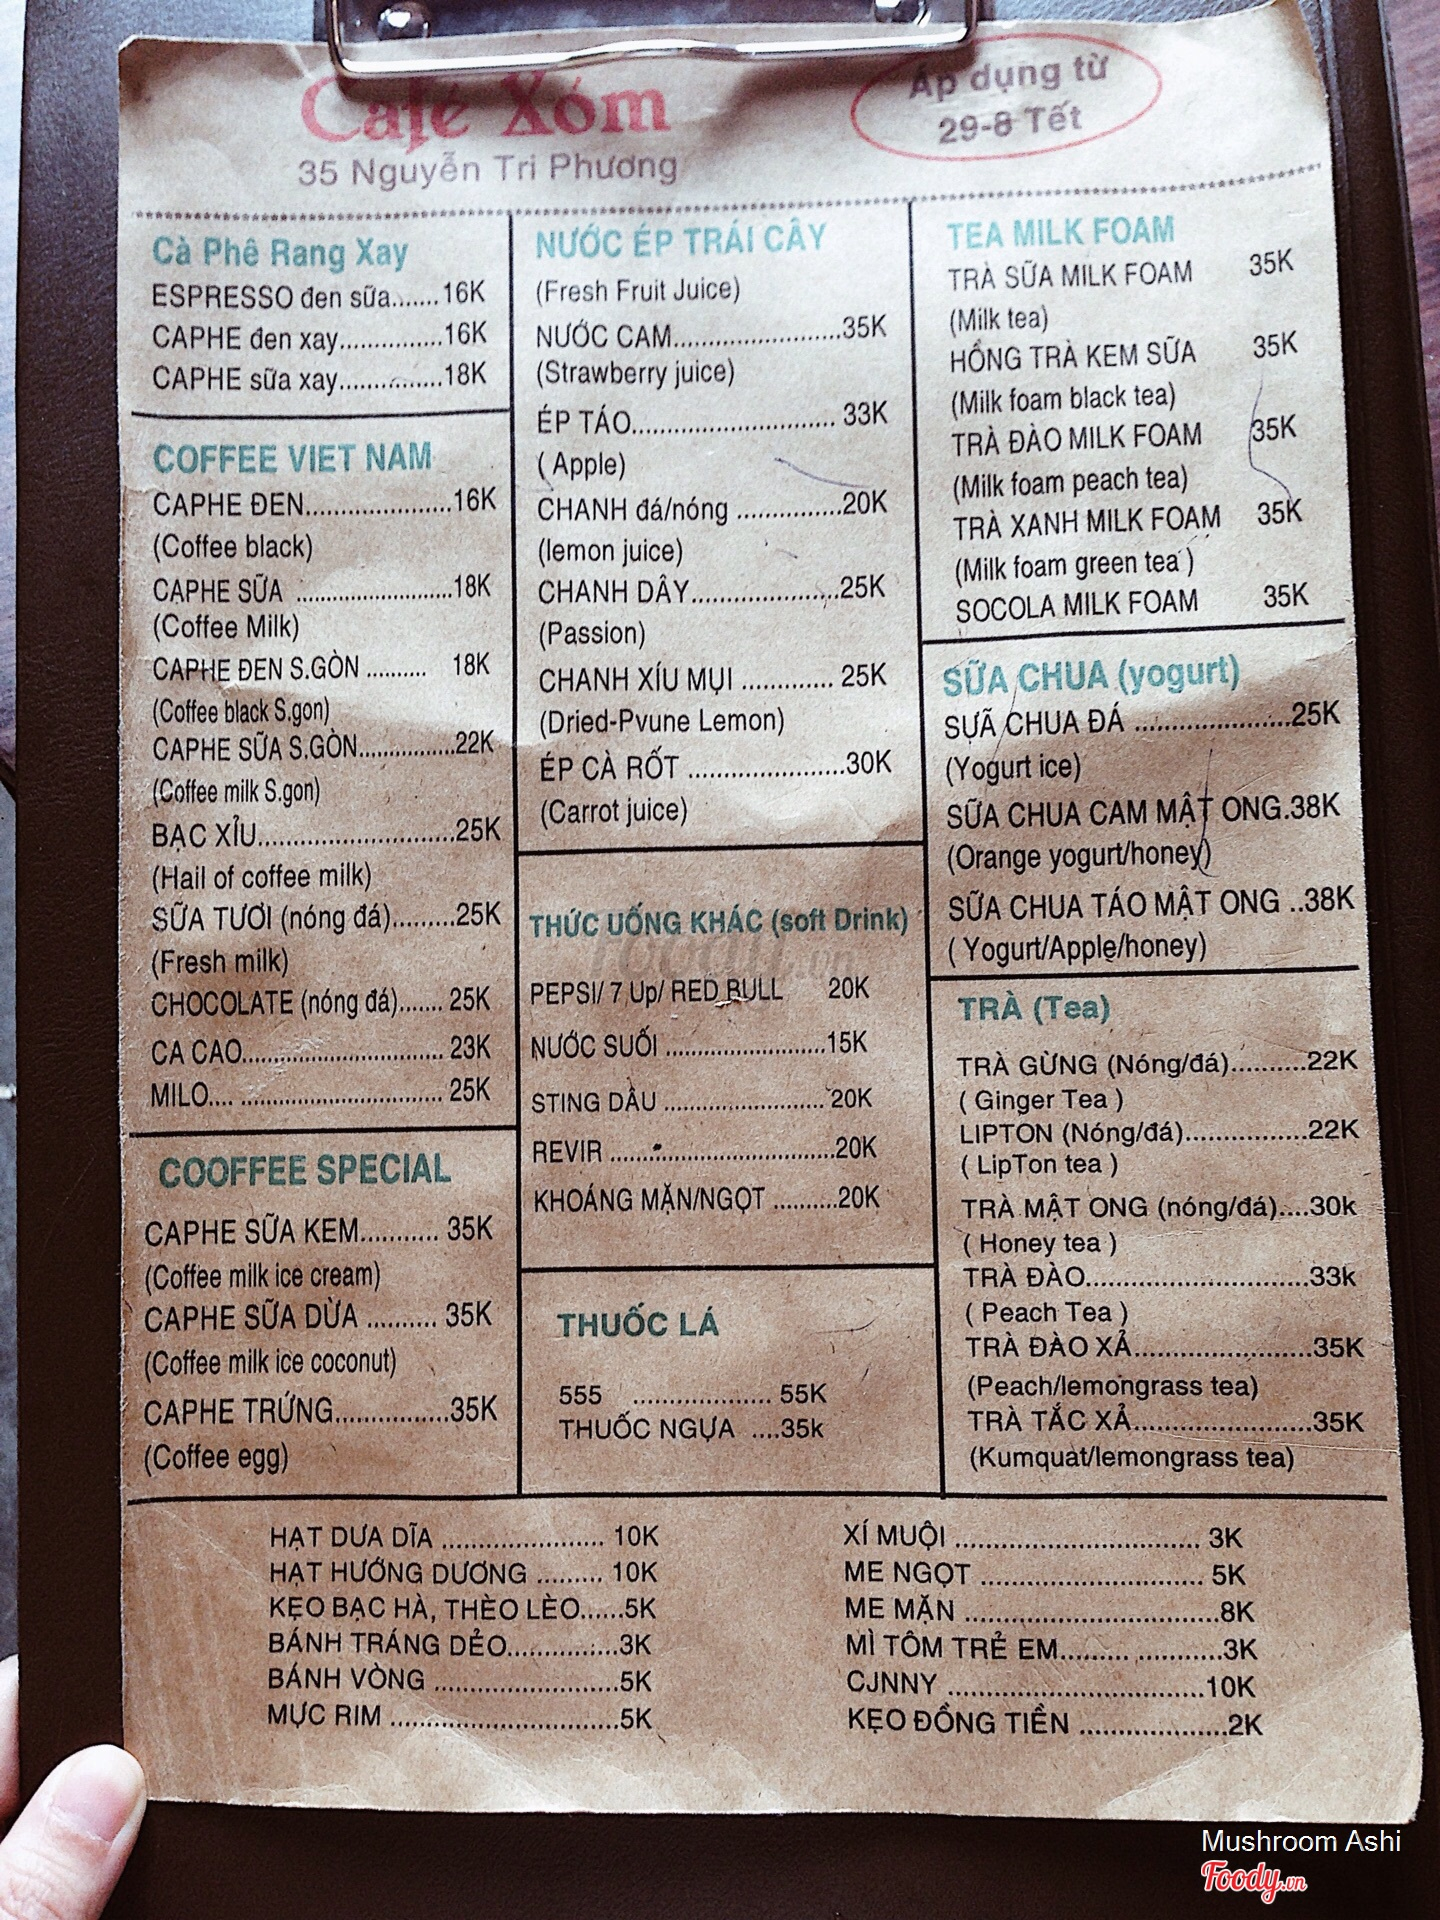 Café Xóm
35 Nguyễn Tri Phương
Áp dụng từ
29-8 Tết
Cà Phê Rang Xay
ESPRESSO đen sữa.......16K
CAPHE đen xay...............16K
CAPHE sữa xay...............18K
COFFEE VIET NAM
CAPHE ĐEN.....................16K
(Coffee black)
CAPHE SỮA ..........................18K
(Coffee Milk)
CAPHE ĐEN S.GÒN .......... 18K
(Coffee black S.gon)
CAPHE SỮA S.GÒN................22K
(Coffee milk S.gon)
BẠC XỈU............................25K
(Hail of coffee milk)
SỮA TƯƠI (nóng đá).........25K
(Fresh milk)
CHOCOLATE (nóng đá)....... 25K
CA CAO................................ 23K
MILO.... ................................ 25K
COOFFEE SPECIAL
CAPHE SỮA KEM........... 35K
(Coffee milk ice cream)
CAPHE SỮA DỪA .......... 35K
(Coffee milk ice coconut)
CAPHE TRỨNG................35K
(Coffee egg)
NƯỚC ÉP TRÁI CÂY
(Fresh Fruit Juice)
NƯỚC CAM........................35K
(Strawberry juice)
ÉP TÁO............................. 33K
( Apple)
CHANH đá/nóng ...............20K
(lemon juice)
CHANH DÂY.....................25K
(Passion)
CHANH XÍU MỤI ............. 25K
(Dried-Pvune Lemon)
ÉP CÀ RỐT ......................30K
(Carrot juice)
THỨC UỐNG KHÁC (soft Drink)
PEPSI/ 7 Up/ RED BULL 20K
NƯỚC SUỐI ..........................15K
STING DÂU .......................... 20K
REVIR ....................................20K
KHOÁNG MẶN/NGỌT ..........20K
THUỐC LÁ
555 ................... 55K
THUỐC NGỰA ....35k
TEA MILK FOAM
TRÀ SỮA MILK FOAM 35K
(Milk tea)
HỒNG TRÀ KEM SỮA 35K
(Milk foam black tea)
TRÀ ĐÀO MILK FOAM 35K
(Milk foam peach tea)
TRÀ XANH MILK FOAM 35K
(Milk foam green tea )
SOCOLA MILK FOAM 35K
SỮA CHUA (yogurt)
SỰÃ CHUA ĐÁ ......................25K
(Yogurt ice)
SỮA CHUA CAM MẬT ONG.38K
(Orange yogurt/honey)
SỮA CHUA TÁO MẬT ONG ..38K
( Yogurt/Apple/honey)
TRÀ (Tea)
TRÀ GỪNG (Nóng/đá)..........22K
( Ginger Tea )
LIPTON (Nóng/đá)................22K
( LipTon tea )
TRÀ MẬT ONG (nóng/đá)....30k
( Honey tea )
TRÀ ĐÀO.............................33k
( Peach Tea )
TRÀ ĐÀO XẢ.......................35K
(Peach/lemongrass tea)
TRÀ TẮC XẢ.......................35K
(Kumquat/lemongrass tea)
HẠT DƯA DĨA ...................... 10K
HẠT HƯỚNG DƯƠNG ......... 10K
KẸO BẠC HÀ, THÈO LÈO......5K
BÁNH TRÁNG DẺO...............3K
BÁNH VÒNG .........................5K
MỰC RIM ...............................5K
XÍ MUỘI ................................. 3K
ME NGỌT .............................. 5K
ME MẶN ..................................8K
MÌ TÔM TRẺ EM......... ............3K
CJNNY ...................................10K
KẸO ĐỒNG TIỀN ....................2K
Foody.vn
Mushroom Ashi
Foody.vn